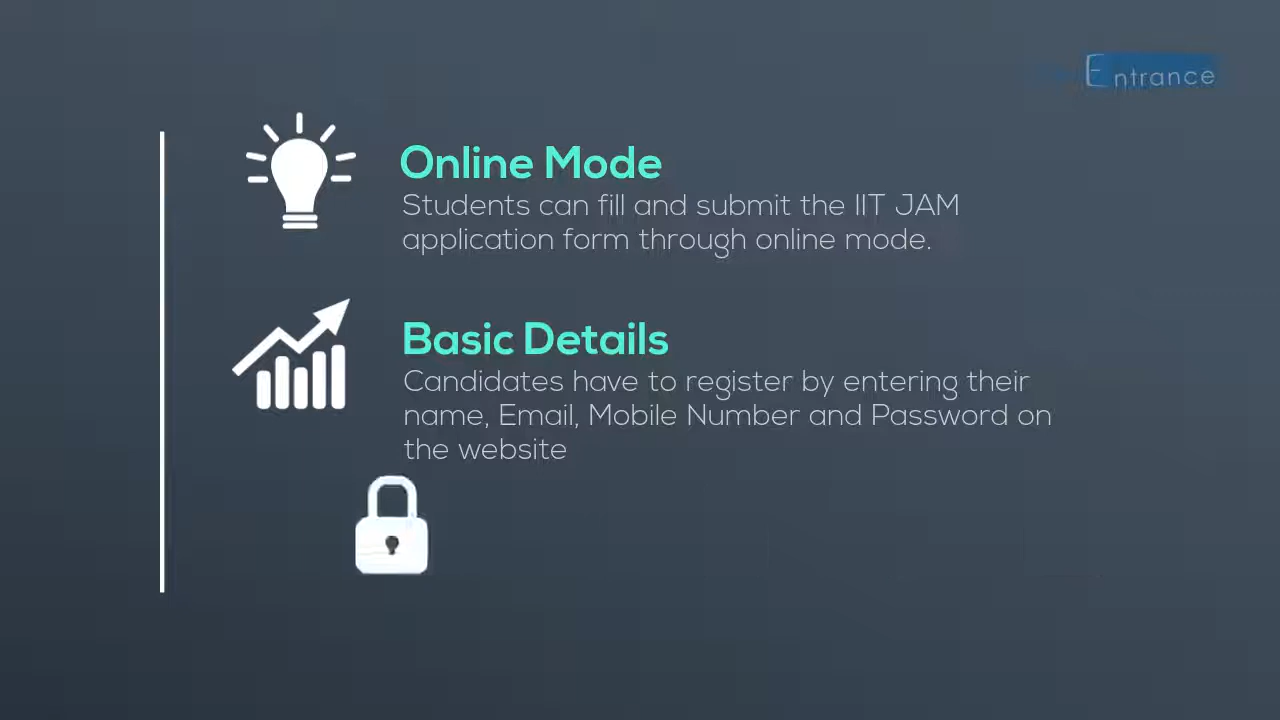 Entrance
Online Mode
Students can fill and submit the IIT JAM
application form through online mode.
Basic Details
Candidates have to register by entering their
name, Email, Mobile Number and Password on
the website